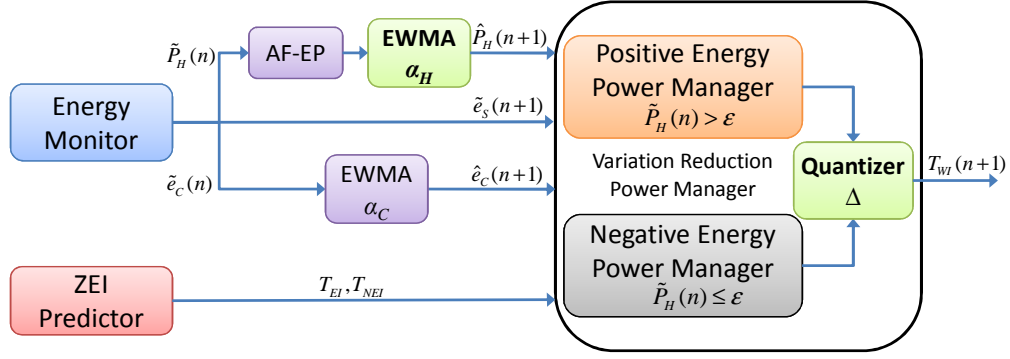 P̃_H(n)
AF-EP
EWMA
α_H
P̂_H(n+1)
Energy
Monitor
ẽ_S(n+1)
ẽ_C(n)
EWMA
α_C
ê_C(n+1)
ZEI
Predictor
T_EI, T_NEI
Positive Energy
Power Manager
P̃_H(n) > ε
Variation Reduction
Power Manager
Negative Energy
Power Manager
P̃_H(n) ≤ ε
Quantizer
Δ
T_WI(n+1)